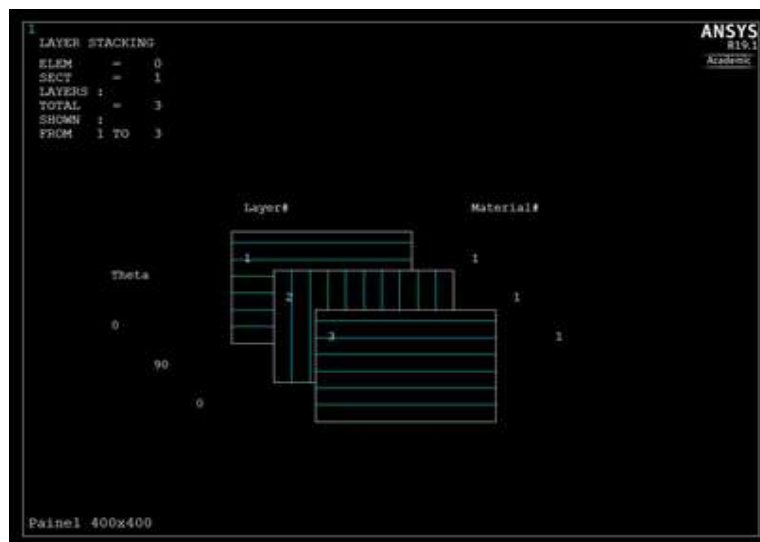 1
LAYER STACKING
ELEM = 0
SECT = 1
LAYERS :
TOTAL = 3
SHOWN :
FROM 1 TO 3
ANSYS
R19.1
Academic
Layer# Material#
1 1
Theta
2 1
0
3 1
90
0
Painel 400x400